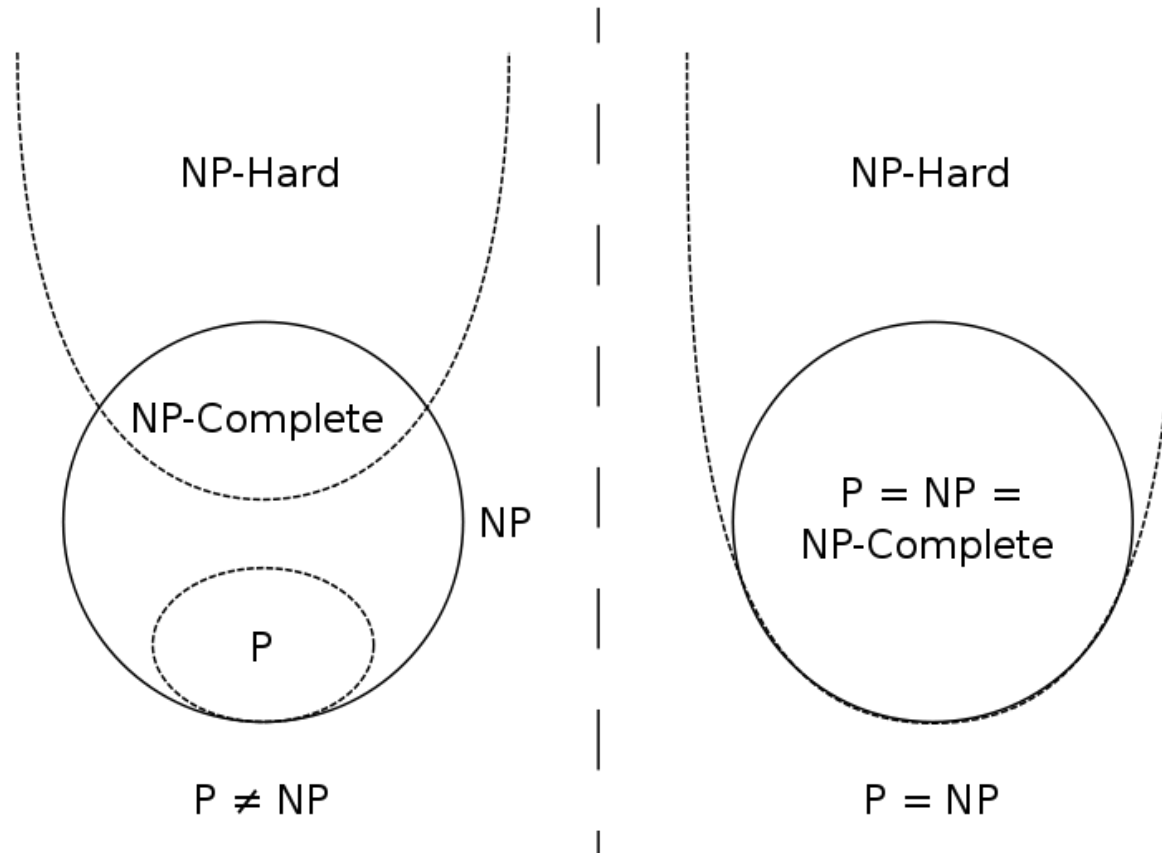 NP-Hard
NP-Complete
NP
P
P ≠ NP
NP-Hard
P = NP =
NP-Complete
P = NP